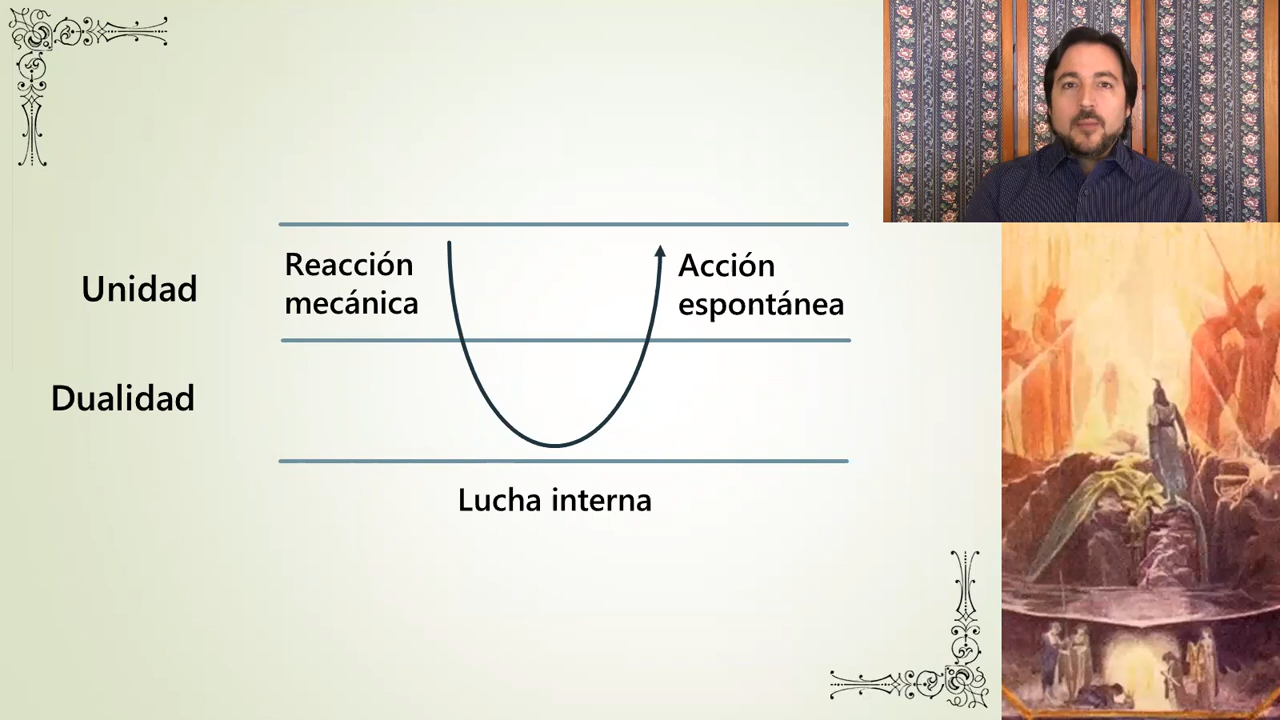 Unidad
Reacción
mecánica
Acción
espontánea
Dualidad
Lucha interna